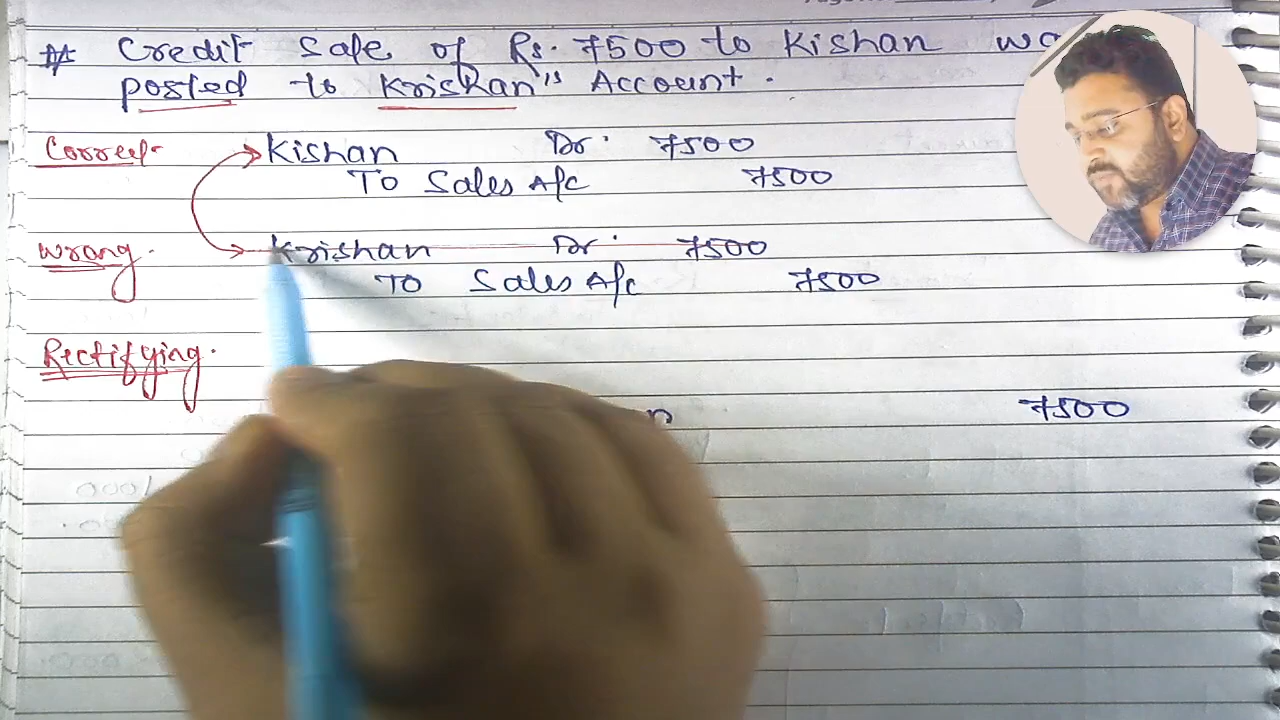 Credit Sale of Rs. 7500 to Kishan
posted to Krishan's Account.
Correct
Kishan Dr. 7500
To Sales A/c 7500
Wrong.
Krishan Dr. 7500
TO Sales A/c 7500
Rectifying.
7500